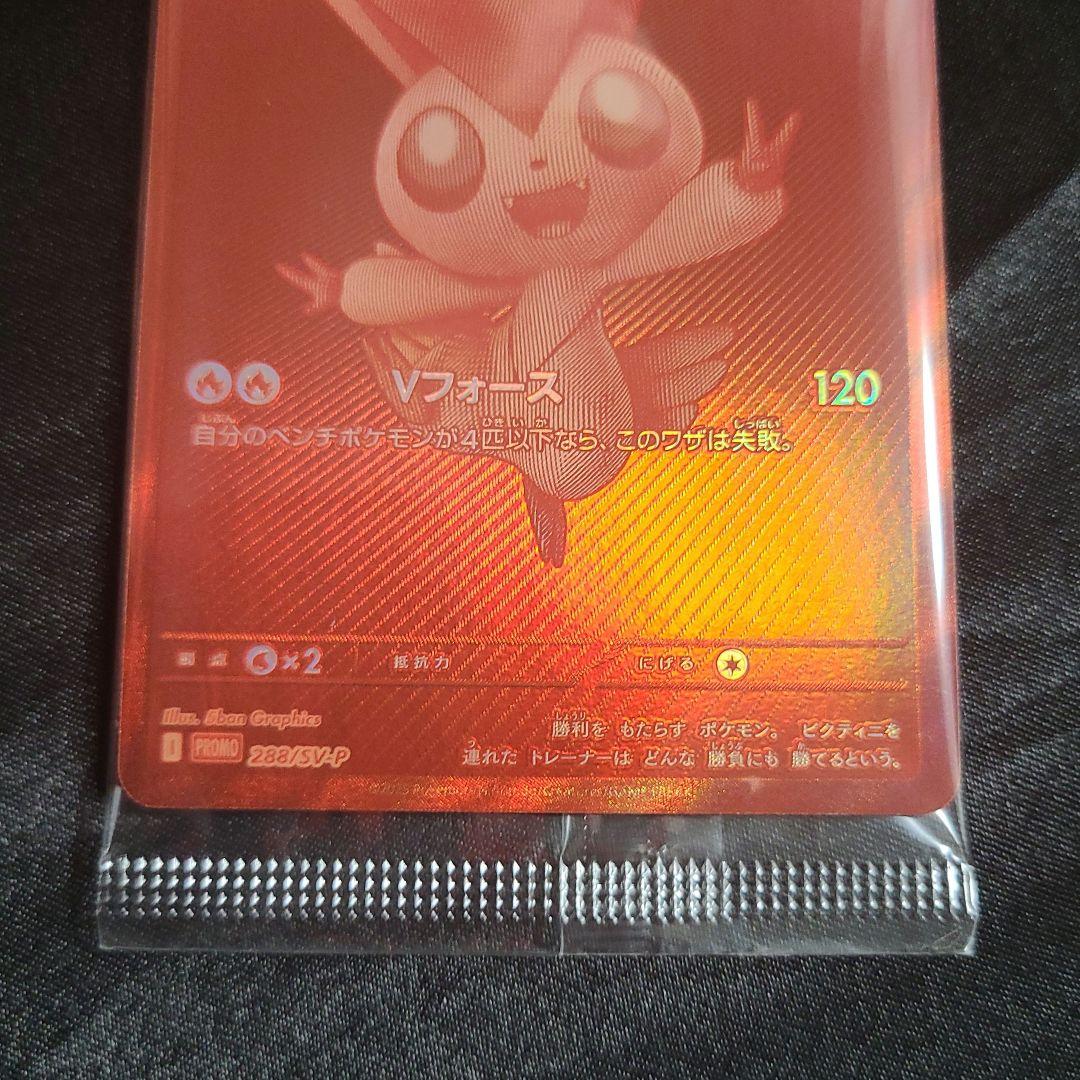 Vフォース 120
自分のベンチポケモンが4匹以下なら、このワザは失敗。
弱点 ×2 抵抗力 にげる
Illus. 5ban Graphics
I PROMO 288/SV-P
勝利を もたらす ポケモン。 ビクティニを
連れた トレーナーは どんな 勝負にも 勝てるという。